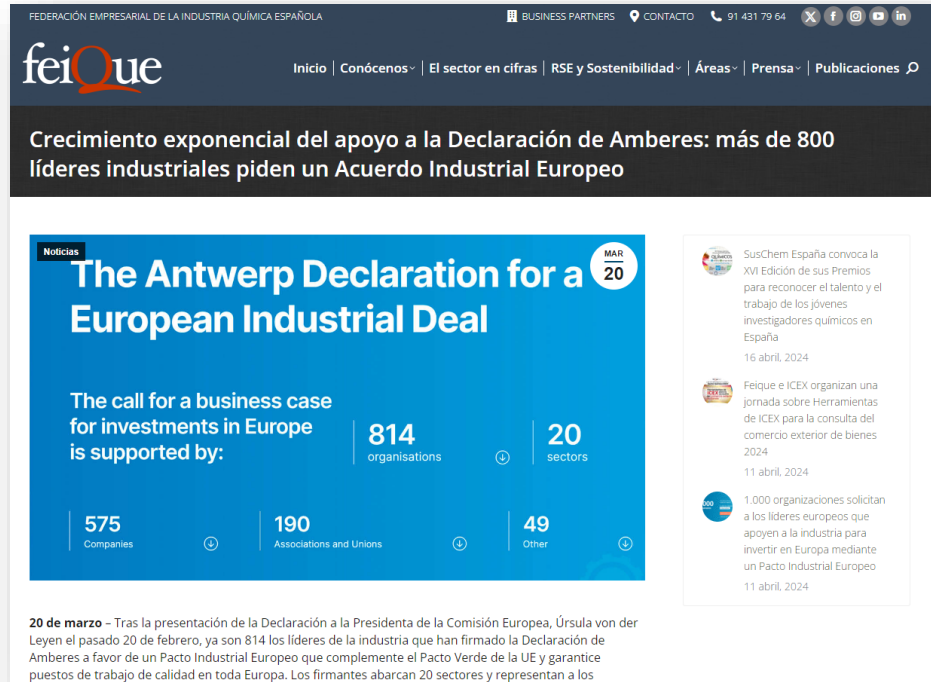 FEDERACIÓN EMPRESARIAL DE LA INDUSTRIA QUÍMICA ESPAÑOLA
BUSINESS PARTNERS CONTACTO 91 431 79 64
feiQue
Inicio | Conócenos | El sector en cifras | RSE y Sostenibilidad | Áreas | Prensa | Publicaciones
Crecimiento exponencial del apoyo a la Declaración de Amberes: más de 800
líderes industriales piden un Acuerdo Industrial Europeo
Noticias
MAR
20
The Antwerp Declaration for a
European Industrial Deal
The call for a business case
for investments in Europe
is supported by:
814
organisations
20
sectors
575
Companies
190
Associations and Unions
49
Other
20 de marzo – Tras la presentación de la Declaración a la Presidenta de la Comisión Europea, Úrsula von der
Leyen el pasado 20 de febrero, ya son 814 los líderes de la industria que han firmado la Declaración de
Amberes a favor de un Pacto Industrial Europeo que complemente el Pacto Verde de la UE y garantice
puestos de trabajo de calidad en toda Europa. Los firmantes abarcan 20 sectores y representan a los
SusChem España convoca la
XVI Edición de sus Premios
para reconocer el talento y el
trabajo de los jóvenes
investigadores químicos en
España
16 abril, 2024
Feique e ICEX organizan una
jornada sobre Herramientas
de ICEX para la consulta del
comercio exterior de bienes
2024
11 abril, 2024
1.000 organizaciones solicitan
a los líderes europeos que
apoyen a la industria para
invertir en Europa mediante
un Pacto Industrial Europeo
11 abril, 2024